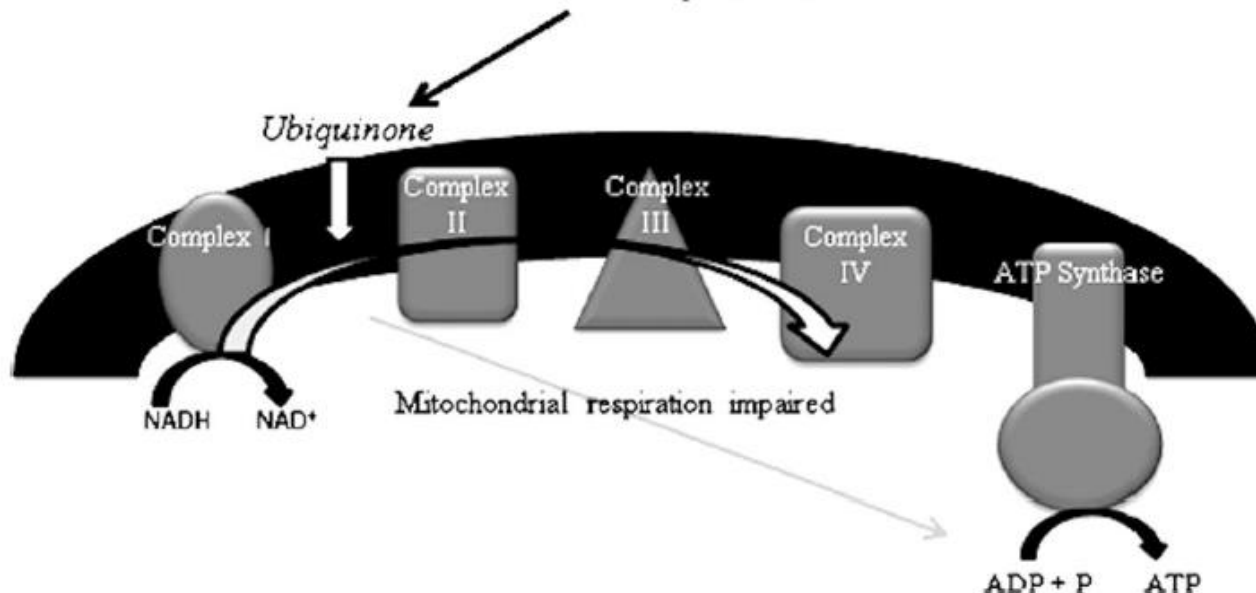 Ubiquinone
Complex I
Complex
II
Complex
III
Complex
IV
ATP Synthase
NADH
NAD+
Mitochondrial respiration impaired
ADP + P
ATP